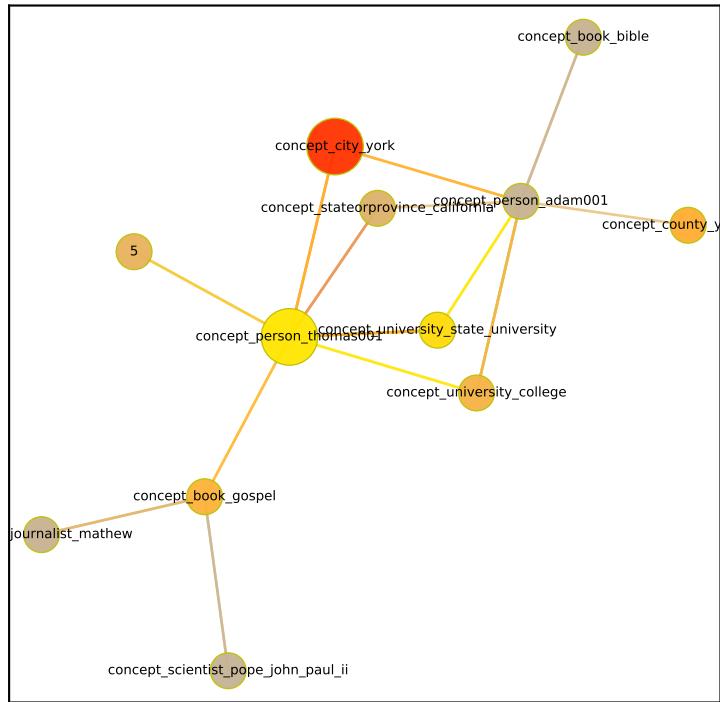 concept_book_bible
concept_city_york
concept_person_adam001
concept_stateorprovince_california
concept_county_y
5
concept_university_state_university
concept_person_thomas001
concept_university_college
concept_book_gospel
journalist_mathew
concept_scientist_pope_john_paul_ii